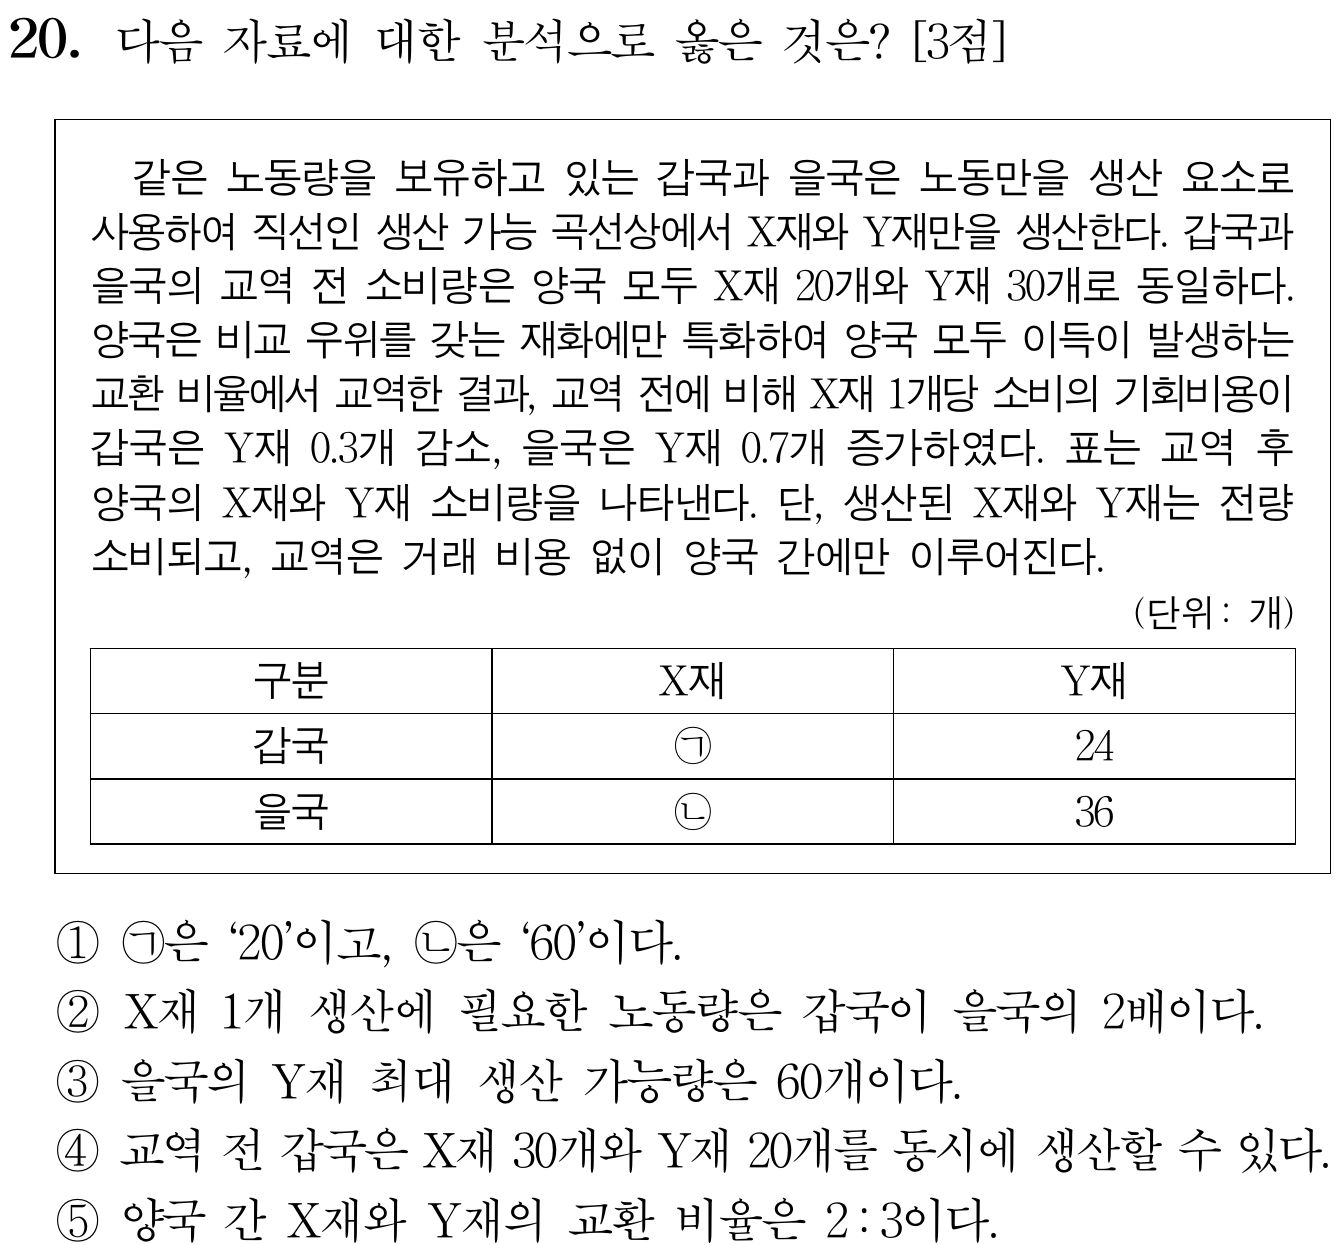 20. 다음 자료에 대한 분석으로 옳은 것은? [3점]
같은 노동량을 보유하고 있는 갑국과 을국은 노동만을 생산 요소로
사용하여 직선인 생산 가능 곡선상에서 X재와 Y재만을 생산한다. 갑국과
을국의 교역 전 소비량은 양국 모두 X재 20개와 Y재 30개로 동일하다.
양국은 비교 우위를 갖는 재화에만 특화하여 양국 모두 이득이 발생하는
교환 비율에서 교역한 결과, 교역 전에 비해 X재 1개당 소비의 기회비용이
갑국은 Y재 0.3개 감소, 을국은 Y재 0.7개 증가하였다. 표는 교역 후
양국의 X재와 Y재 소비량을 나타낸다. 단, 생산된 X재와 Y재는 전량
소비되고, 교역은 거래 비용 없이 양국 간에만 이루어진다.
(단위: 개)
구분 X재 Y재
갑국 ㉠ 24
을국 ㉡ 36
① ㉠은 ‘20’이고, ㉡은 ‘60’이다.
② X재 1개 생산에 필요한 노동량은 갑국이 을국의 2배이다.
③ 을국의 Y재 최대 생산 가능량은 60개이다.
④ 교역 전 갑국은 X재 30개와 Y재 20개를 동시에 생산할 수 있다.
⑤ 양국 간 X재와 Y재의 교환 비율은 2:3이다.